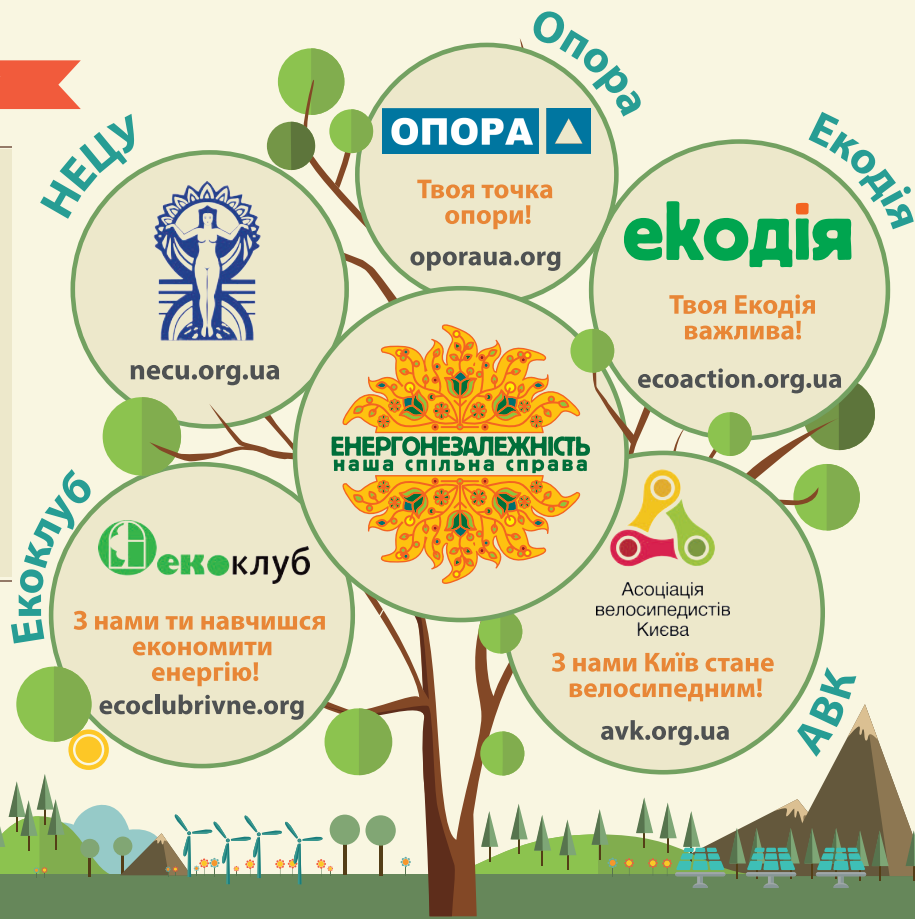 Опора
ОПОРА
Твоя точка
опори!
oporaua.org
НЕЦУ
necu.org.ua
Екодія
екодія
Твоя Екодія
важлива!
ecoaction.org.ua
ЕНЕРГОНЕЗАЛЕЖНІСТЬ
наша спільна справа
Екоклуб
екоклуб
З нами ти навчишся
економити
енергію!
ecoclubrivne.org
Асоціація
велосипедистів
Києва
З нами Київ стане
велосипедним!
avk.org.ua
АВК